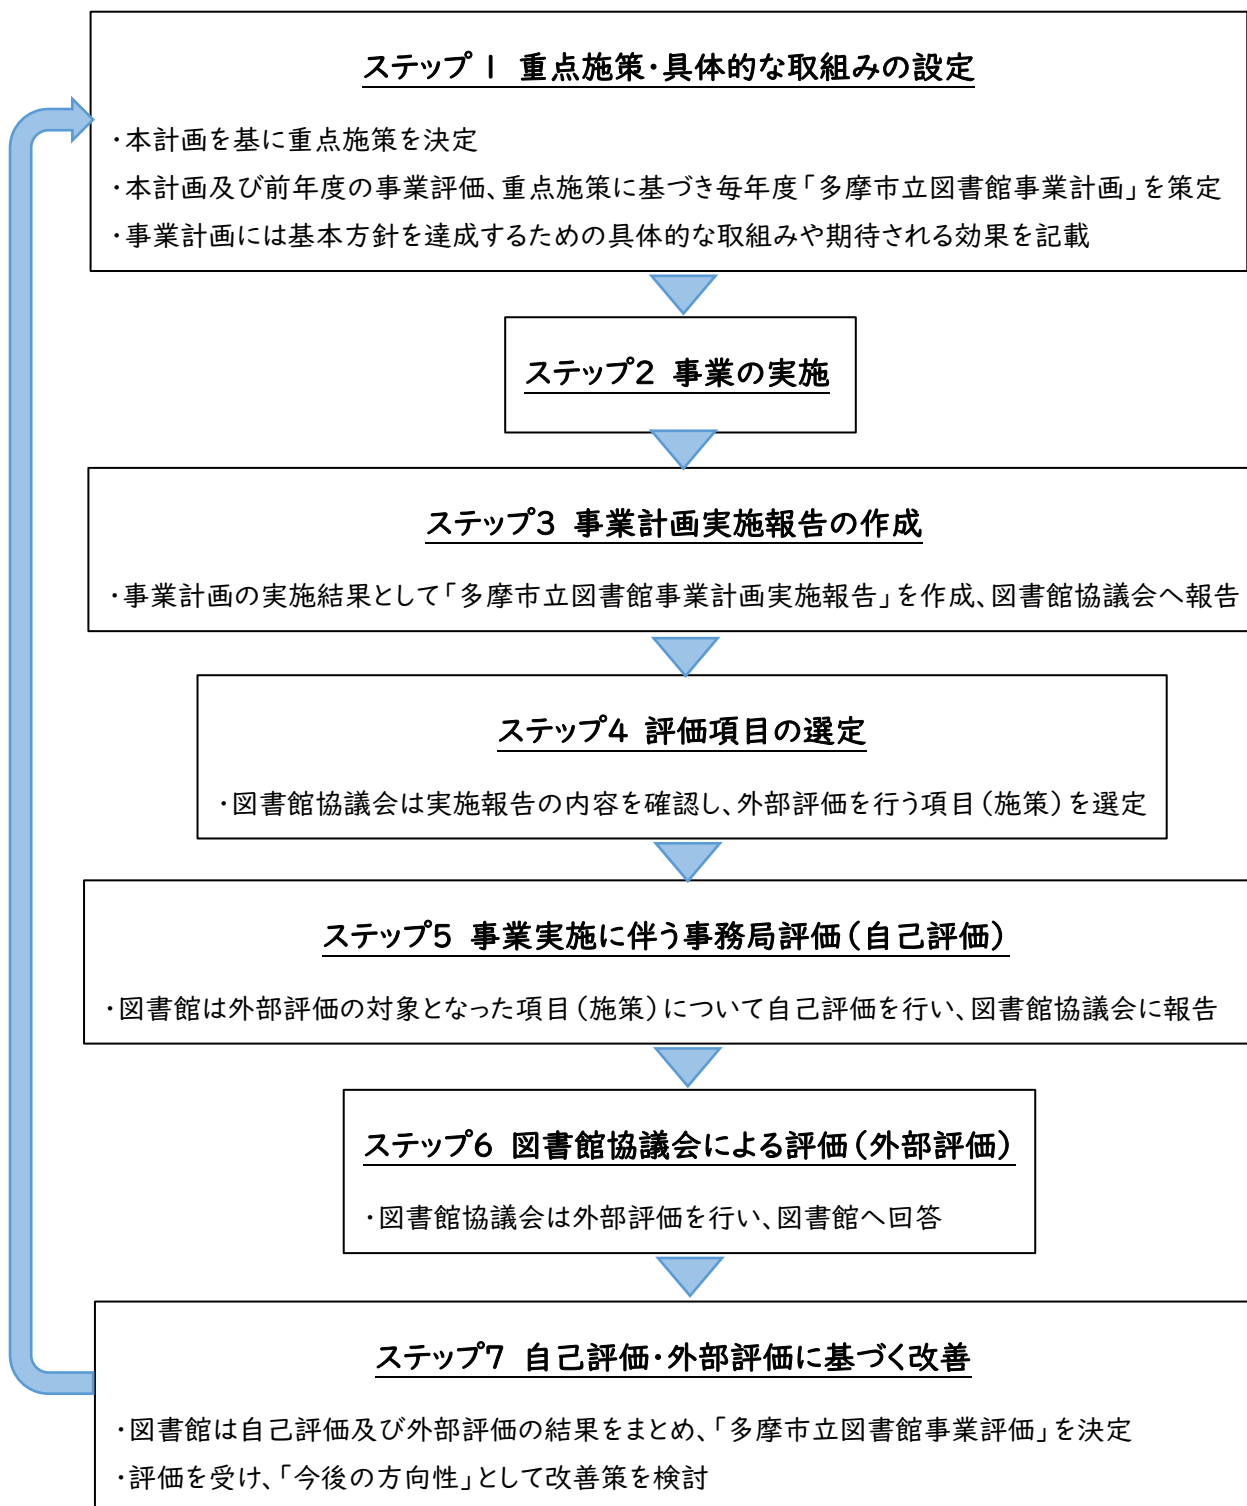 ステップ1 重点施策・具体的な取組みの設定
・本計画を基に重点施策を決定
・本計画及び前年度の事業評価、重点施策に基づき毎年度「多摩市立図書館事業計画」を策定
・事業計画には基本方針を達成するための具体的な取組みや期待される効果を記載
ステップ2 事業の実施
ステップ3 事業計画実施報告の作成
・事業計画の実施結果として「多摩市立図書館事業計画実施報告」を作成、図書館協議会へ報告
ステップ4 評価項目の選定
・図書館協議会は実施報告の内容を確認し、外部評価を行う項目（施策）を選定
ステップ5 事業実施に伴う事務局評価（自己評価）
・図書館は外部評価の対象となった項目（施策）について自己評価を行い、図書館協議会に報告
ステップ6 図書館協議会による評価（外部評価）
・図書館協議会は外部評価を行い、図書館へ回答
ステップ7 自己評価・外部評価に基づく改善
・図書館は自己評価及び外部評価の結果をまとめ、「多摩市立図書館事業評価」を決定
・評価を受け、「今後の方向性」として改善策を検討